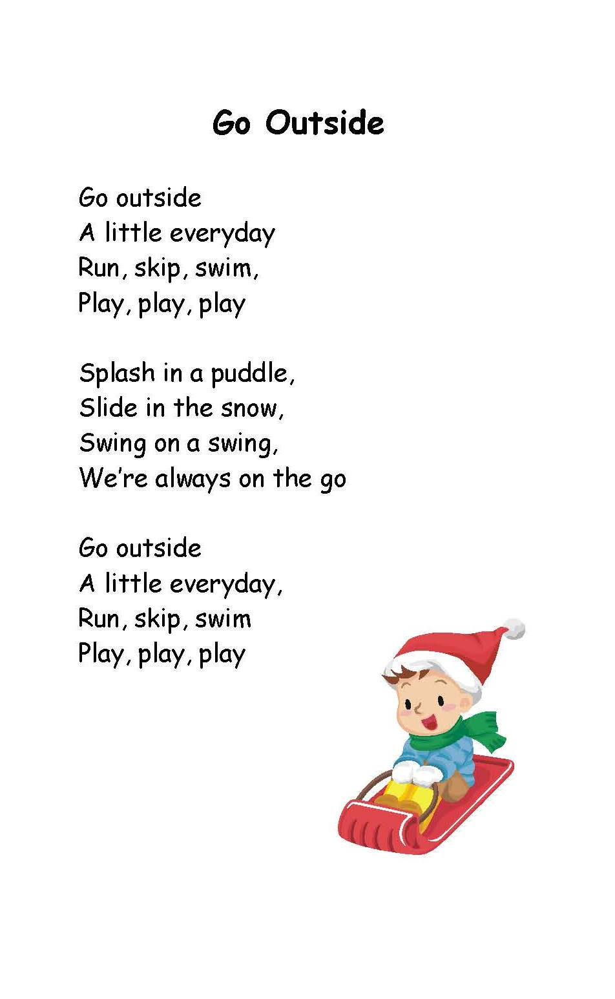 Go Outside
Go outside
A little everyday
Run, skip, swim,
Play, play, play
Splash in a puddle,
Slide in the snow,
Swing on a swing,
We’re always on the go
Go outside
A little everyday,
Run, skip, swim
Play, play, play